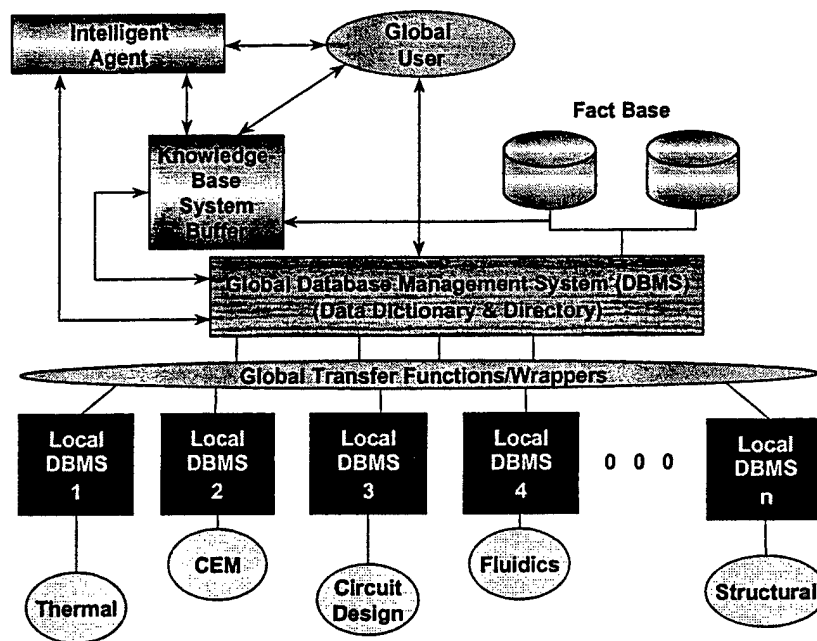 Intelligent
Agent
Global
User
Fact Base
Knowledge-
Base
System
Buffer
Global Database Management System (DBMS)
(Data Dictionary & Directory)
Global Transfer Functions/Wrappers
Local
DBMS
1
Local
DBMS
2
Local
DBMS
3
Local
DBMS
4
0 0 0
Local
DBMS
n
Thermal
CEM
Circuit
Design
Fluidics
Structural